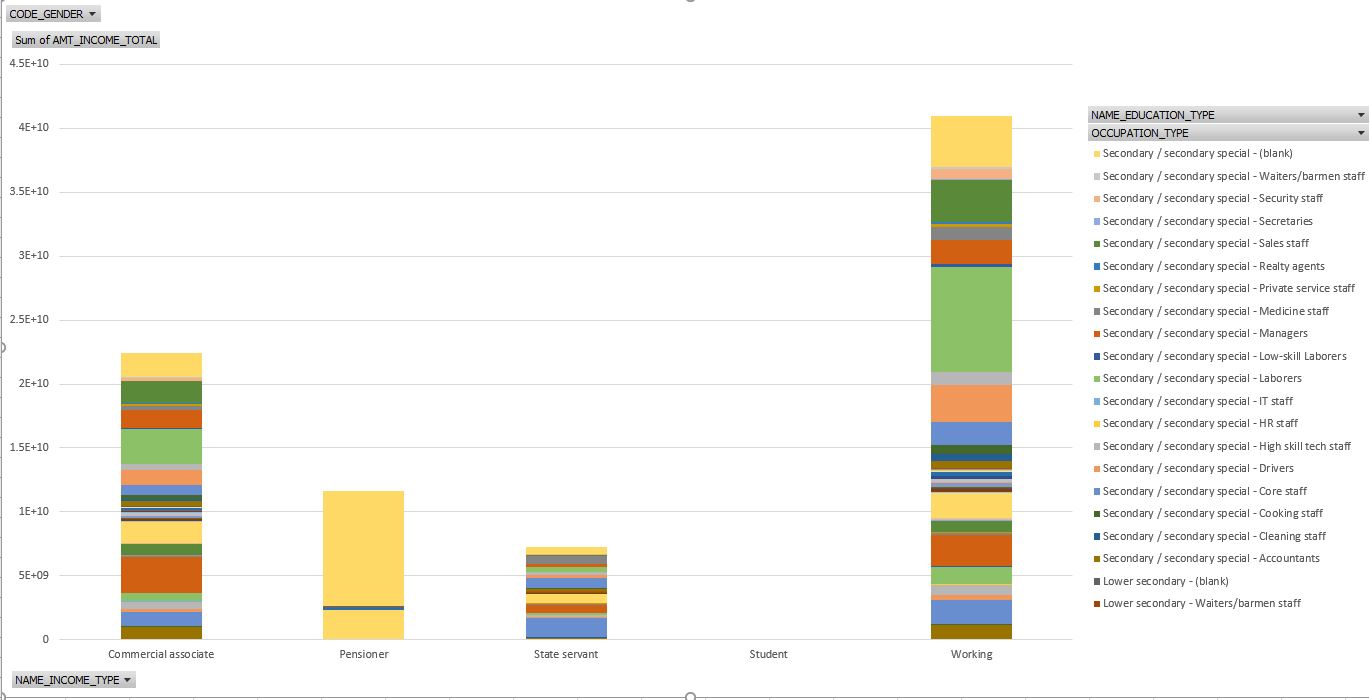 CODE_GENDER
Sum of AMT_INCOME_TOTAL
4.5E+10
4E+10
3.5E+10
3E+10
2.5E+10
2E+10
1.5E+10
1E+10
5E+09
0
Commercial associate
Pensioner
State servant
Student
Working
NAME_INCOME_TYPE
NAME_EDUCATION_TYPE
OCCUPATION_TYPE
Secondary / secondary special - (blank)
Secondary / secondary special - Waiters/barmen staff
Secondary / secondary special - Security staff
Secondary / secondary special - Secretaries
Secondary / secondary special - Sales staff
Secondary / secondary special - Realty agents
Secondary / secondary special - Private service staff
Secondary / secondary special - Medicine staff
Secondary / secondary special - Managers
Secondary / secondary special - Low-skill Laborers
Secondary / secondary special - Laborers
Secondary / secondary special - IT staff
Secondary / secondary special - HR staff
Secondary / secondary special - High skill tech staff
Secondary / secondary special - Drivers
Secondary / secondary special - Core staff
Secondary / secondary special - Cooking staff
Secondary / secondary special - Cleaning staff
Secondary / secondary special - Accountants
Lower secondary - (blank)
Lower secondary - Waiters/barmen staff